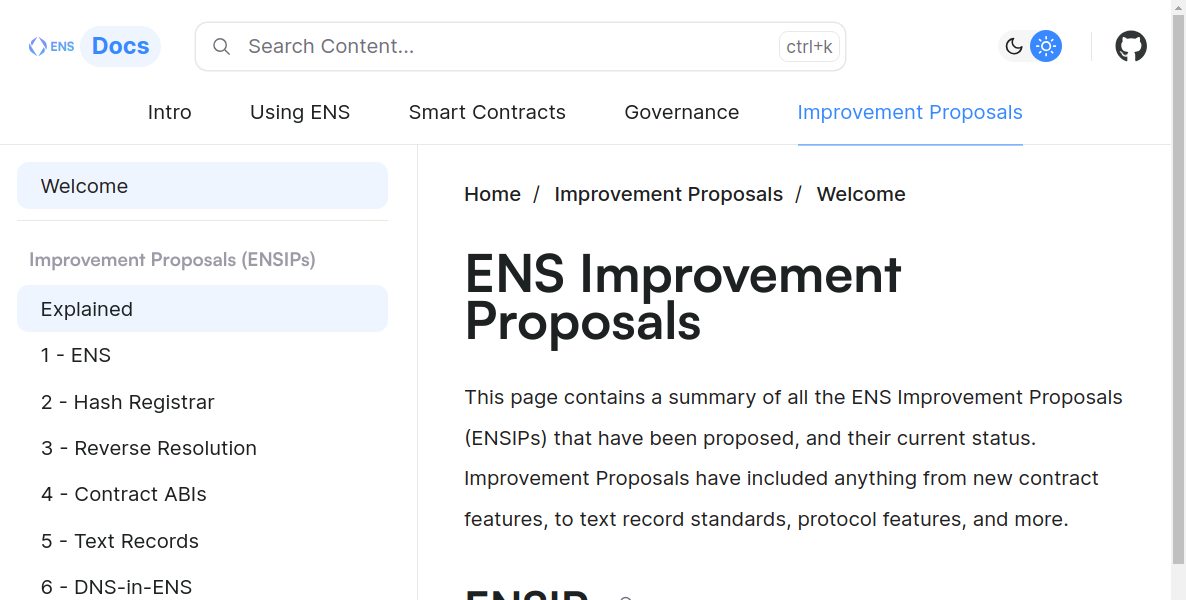 ENS Docs
Search Content...
ctrl+k
Intro
Using ENS
Smart Contracts
Governance
Improvement Proposals
Welcome
Improvement Proposals (ENSIPs)
Explained
1 - ENS
2 - Hash Registrar
3 - Reverse Resolution
4 - Contract ABIs
5 - Text Records
6 - DNS-in-ENS
Home / Improvement Proposals / Welcome
ENS Improvement
Proposals
This page contains a summary of all the ENS Improvement Proposals
(ENSIPs) that have been proposed, and their current status.
Improvement Proposals have included anything from new contract
features, to text record standards, protocol features, and more.